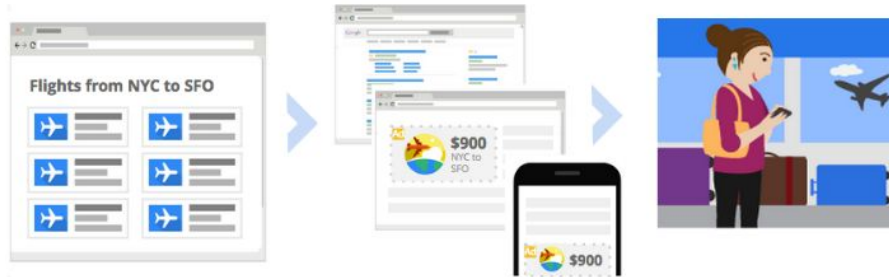 Flights from NYC to SFO
Google
Ad
$900
NYC to
SFO
Ad
$900